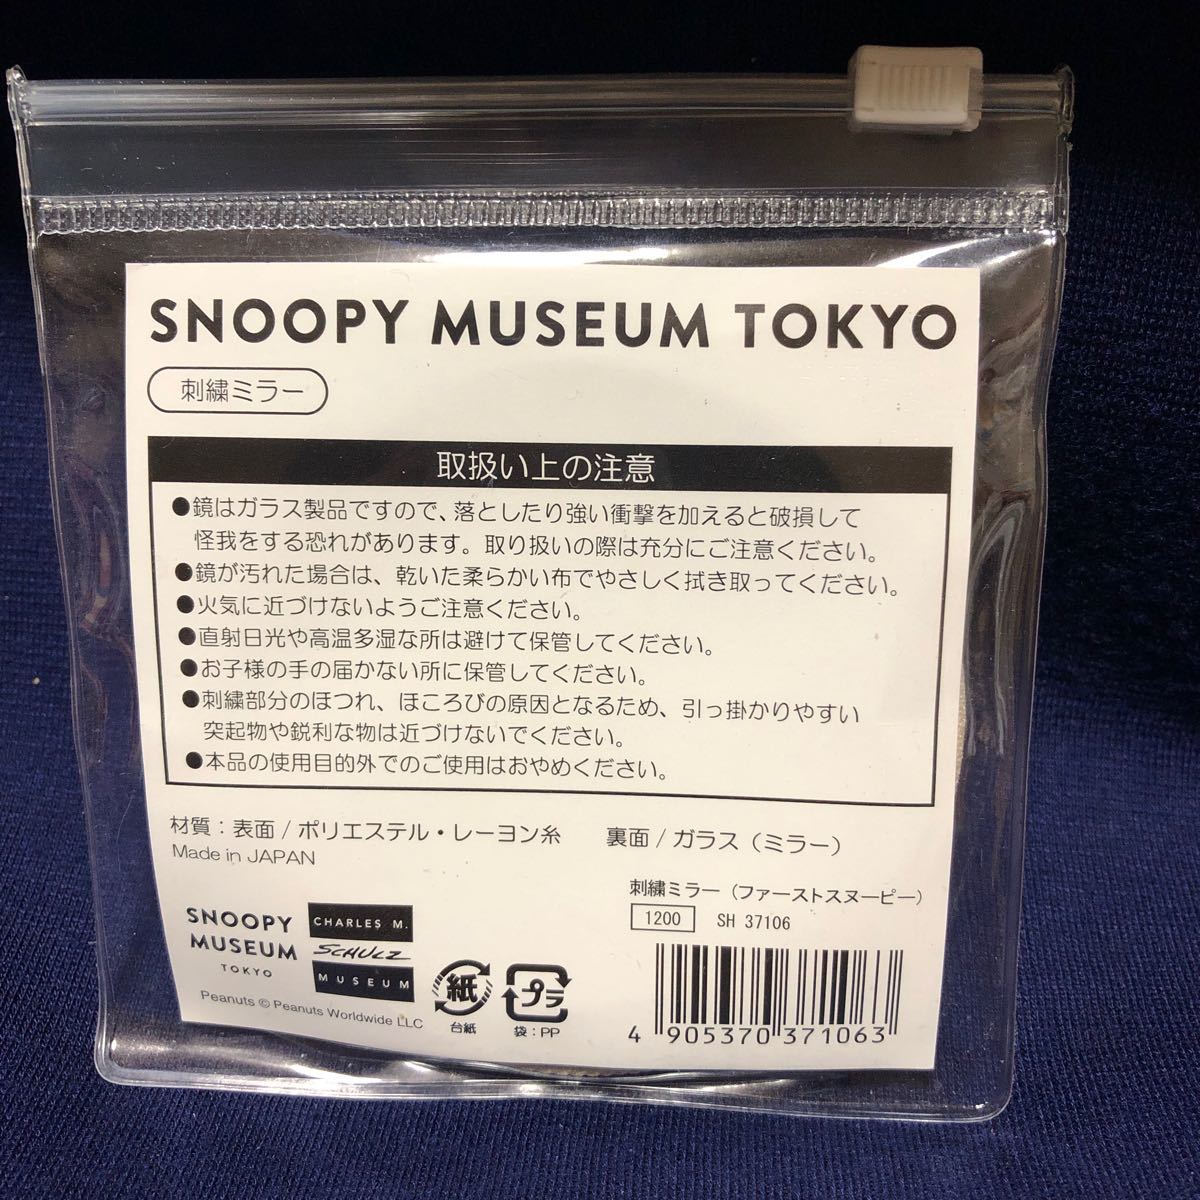 SNOOPY MUSEUM TOKYO
刺繍ミラー
取扱い上の注意
●鏡はガラス製品ですので、落としたり強い衝撃を加えると破損して
怪我をする恐れがあります。取り扱いの際は充分にご注意ください。
●鏡が汚れた場合は、乾いた柔らかい布でやさしく拭き取ってください。
●火気に近づけないようご注意ください。
●直射日光や高温多湿な所は避けて保管してください。
●お子様の手の届かない所に保管してください。
●刺繍部分のほつれ、ほころびの原因となるため、引っ掛かりやすい
突起物や鋭利な物は近づけないでください。
●本品の使用目的外でのご使用はおやめください。
材質：表面 / ポリエステル・レーヨン糸　裏面 / ガラス（ミラー）
Made in JAPAN
刺繍ミラー（ファーストスヌーピー）
1200 SH 37106
SNOOPY
MUSEUM
TOKYO
CHARLES M.
SCHULZ
MUSEUM
Peanuts © Peanuts Worldwide LLC
紙
台紙
プラ
袋：PP
4 905370 371063